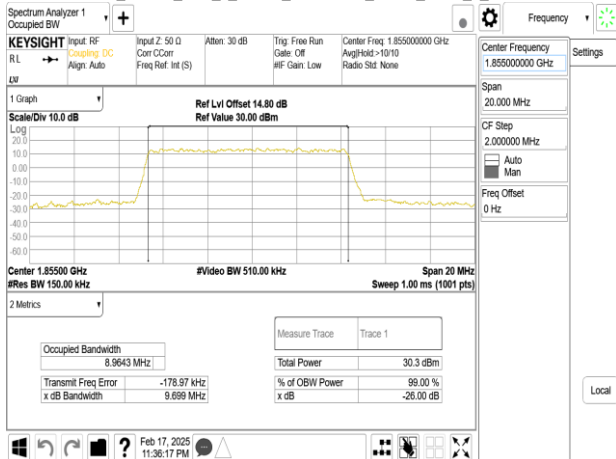 Spectrum Analyzer 1
Occupied BW
+
Frequency
KEYSIGHT
RL
LXI
Input: RF
Coupling: DC
Align: Auto
Input Z: 50 Ω
Corr CCorr
Freq Ref: Int (S)
Atten: 30 dB
Trig: Free Run
Gate: Off
#IF Gain: Low
Center Freq: 1.855000000 GHz
Avg|Hold:>10/10
Radio Std: None
Center Frequency
1.855000000 GHz
Settings
Span
20.000 MHz
CF Step
2.000000 MHz
Auto
Man
Freq Offset
0 Hz
Local
1 Graph
Scale/Div 10.0 dB
Ref Lvl Offset 14.80 dB
Ref Value 30.00 dBm
Log
20.0
10.0
0.00
-10.0
-20.0
-30.0
-40.0
-50.0
-60.0
Center 1.85500 GHz
#Video BW 510.00 kHz
Span 20 MHz
#Res BW 150.00 kHz
Sweep 1.00 ms (1001 pts)
2 Metrics
Measure Trace Trace 1
Occupied Bandwidth
8.9643 MHz
Total Power 30.3 dBm
Transmit Freq Error -178.97 kHz
% of OBW Power 99.00 %
x dB Bandwidth 9.699 MHz
x dB -26.00 dB
?
Feb 17, 2025
11:36:17 PM